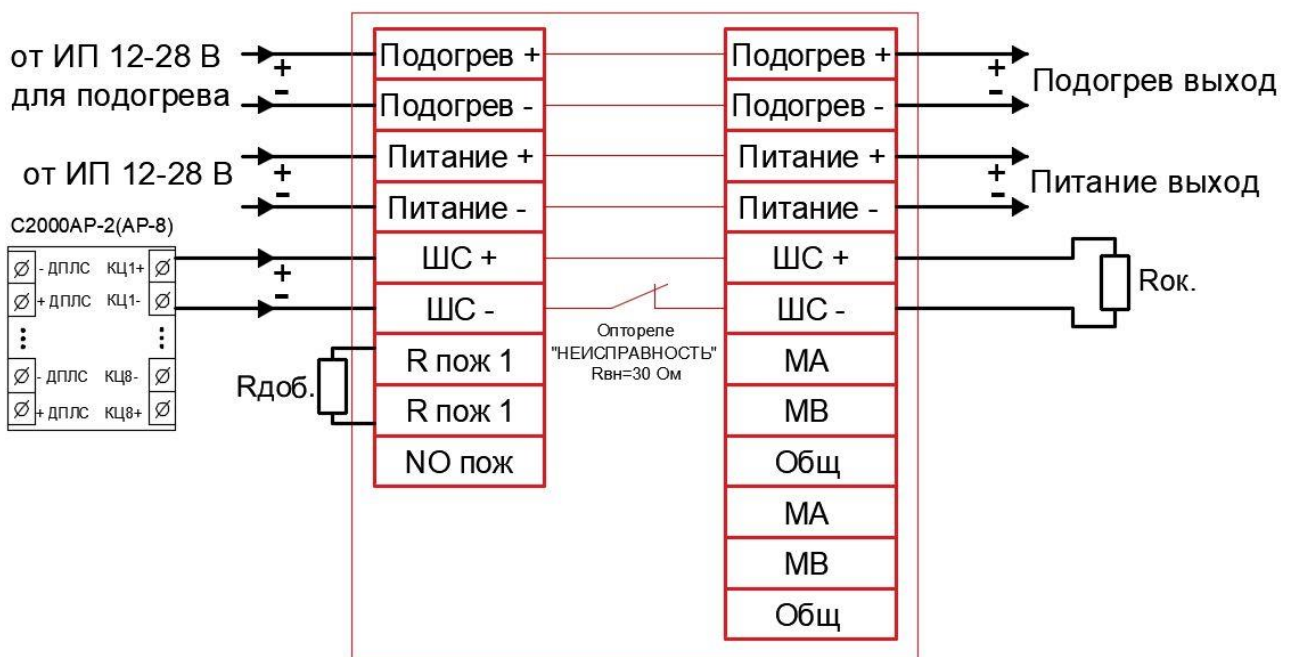 от ИП 12-28 В
для подогрева
+
-
от ИП 12-28 В
+
-
С2000АР-2(АР-8)
- ДПЛС КЦ1+
+ ДПЛС КЦ1-
- ДПЛС КЦ8-
+ ДПЛС КЦ8+
+
-
Rдоб.
Подогрев +
Подогрев -
Питание +
Питание -
ШС +
ШС -
R пож 1
R пож 1
NO пож
Оптореле
"НЕИСПРАВНОСТЬ"
Rвн=30 Ом
Подогрев +
Подогрев -
Питание +
Питание -
ШС +
ШС -
МА
МВ
Общ
МА
МВ
Общ
+
-
Подогрев выход
+
-
Питание выход
Rок.